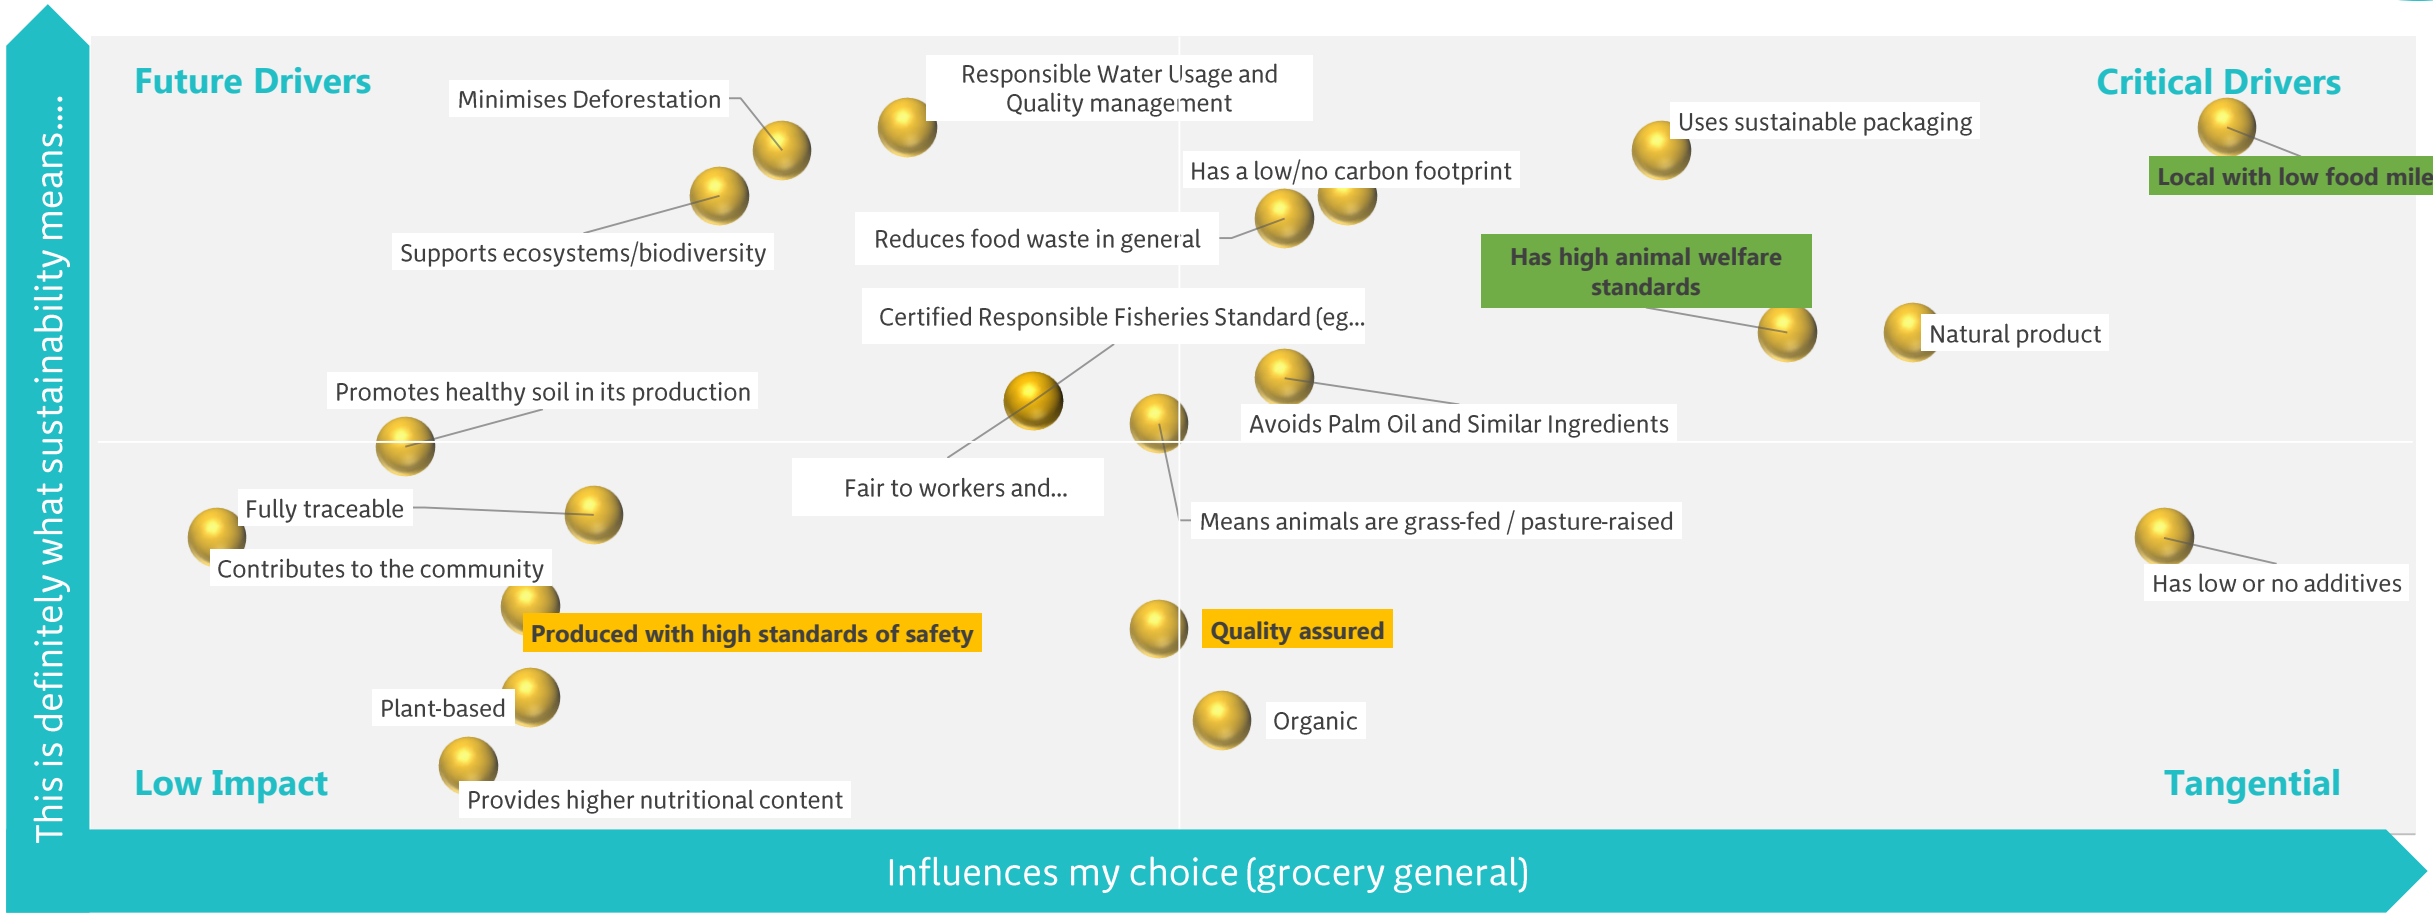 Future Drivers
Critical Drivers
Minimises Deforestation
Responsible Water Usage and
Quality management
Uses sustainable packaging
Has a low/no carbon footprint
Local with low food mile
Supports ecosystems/biodiversity
Reduces food waste in general
Has high animal welfare
standards
Certified Responsible Fisheries Standard (eg...
Natural product
Promotes healthy soil in its production
Avoids Palm Oil and Similar Ingredients
Fair to workers and...
Fully traceable
Means animals are grass-fed / pasture-raised
Contributes to the community
Has low or no additives
Produced with high standards of safety
Quality assured
Plant-based
Organic
Provides higher nutritional content
Low Impact
Tangential
This is definitely what sustainability means....
Influences my choice (grocery general)